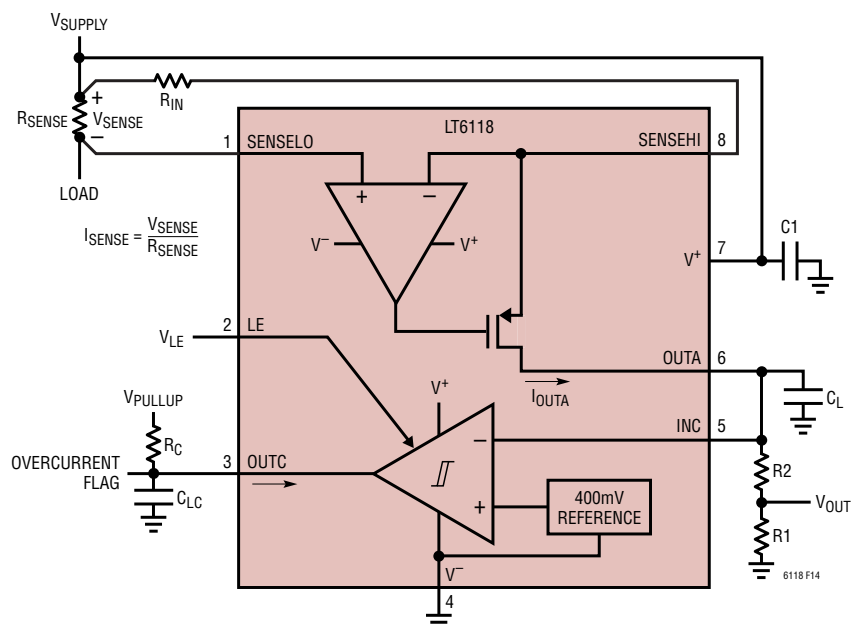 VSUPPLY
RIN
+
VSENSE
–
RSENSE
LOAD
ISENSE = VSENSE
RSENSE
LT6118
1
SENSELO
SENSEHI
8
+
–
V–
V+
V+
7
C1
VLE
2
LE
OUTA
6
IOUTA
CL
INC
5
VPULLUP
RC
V+
–
+
OVERCURRENT
FLAG
3
OUTC
CLC
400mV
REFERENCE
R2
VOUT
R1
V–
4
6118 F14